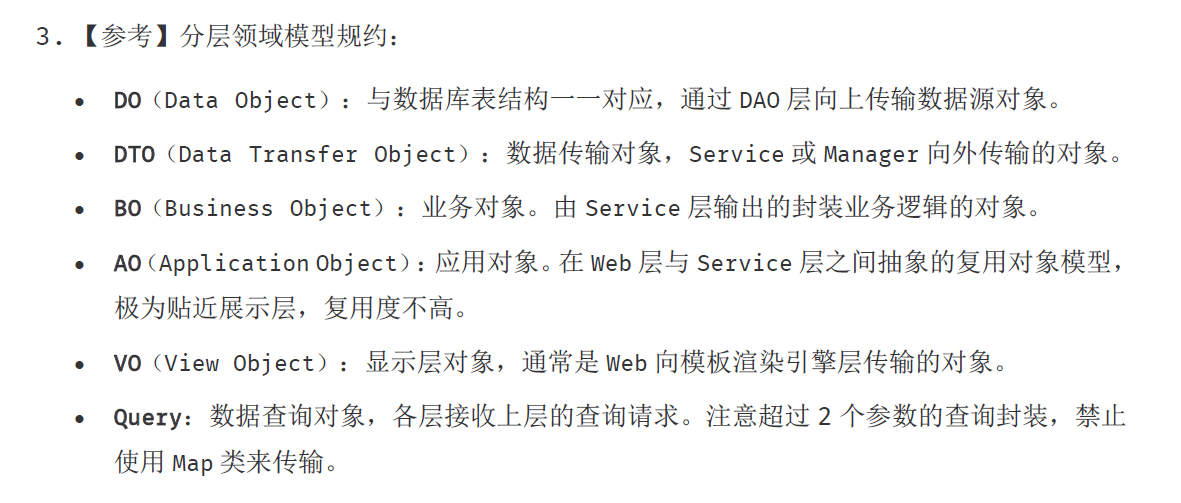 3.【参考】分层领域模型规约：
• DO（Data Object）：与数据库表结构一一对应，通过 DAO 层向上传输数据源对象。
• DTO（Data Transfer Object）：数据传输对象，Service 或 Manager 向外传输的对象。
• BO（Business Object）：业务对象。由 Service 层输出的封装业务逻辑的对象。
• AO（Application Object）：应用对象。在 Web 层与 Service 层之间抽象的复用对象模型，
极为贴近展示层，复用度不高。
• VO（View Object）：显示层对象，通常是 Web 向模板渲染引擎层传输的对象。
• Query：数据查询对象，各层接收上层的查询请求。注意超过 2 个参数的查询封装，禁止
使用 Map 类来传输。